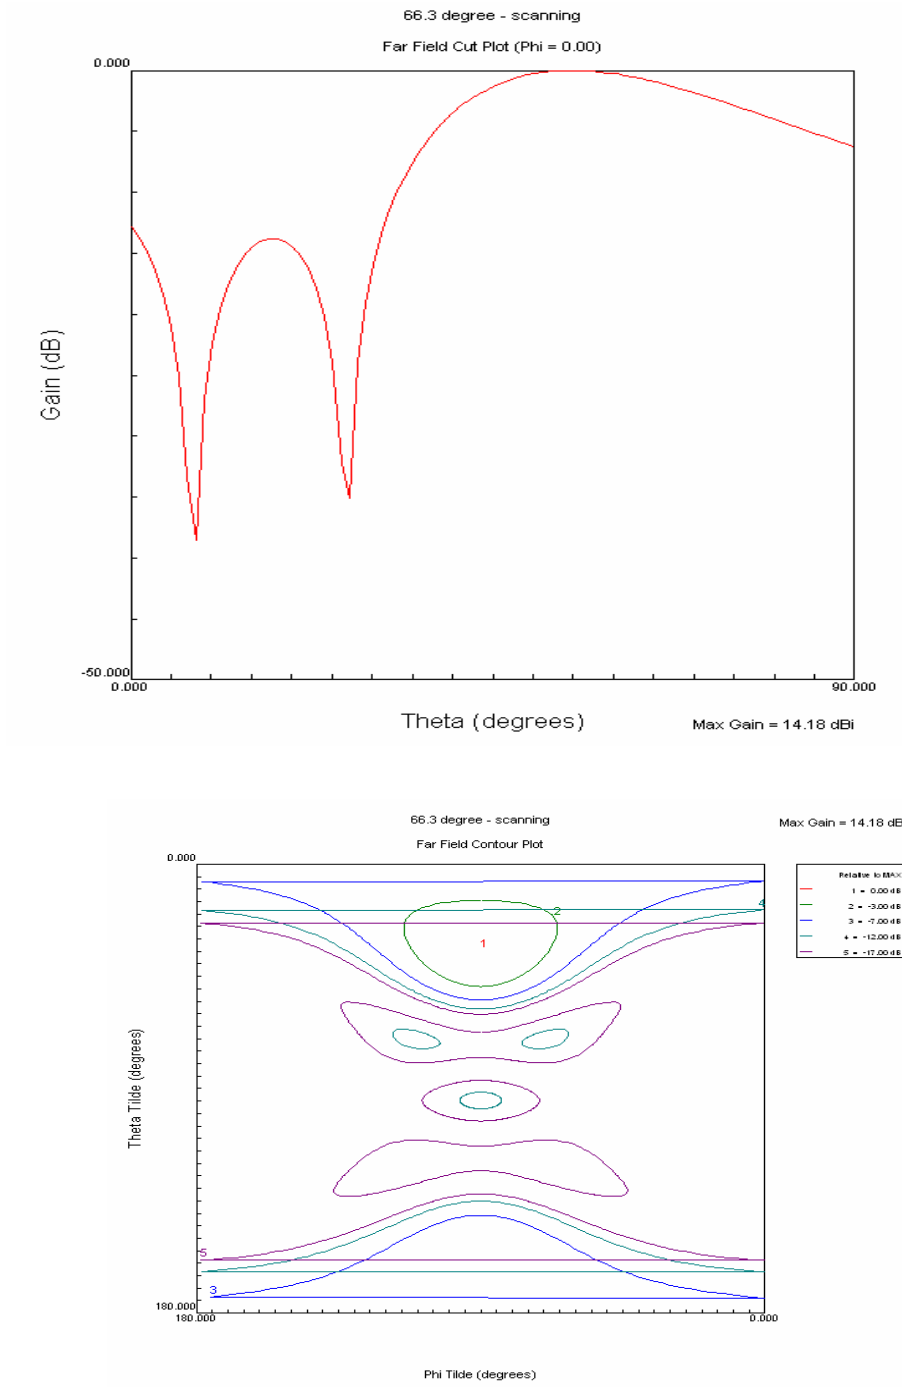 66.3 degree - scanning
Far Field Cut Plot (Phi = 0.00)
0.000
Gain (dB)
-50.000
0.000
90.000
Theta (degrees)
Max Gain = 14.18 dBi
66.3 degree - scanning
Max Gain = 14.18 dB
Far Field Contour Plot
0.000
Relative to MAX
1 = 0.00 dB
2 = -3.00 dB
3 = -7.00 dB
4 = -12.00 dB
5 = -17.00 dB
4
2
1
Theta Tilde (degrees)
5
3
180.000
180.000
0.000
Phi Tilde (degrees)